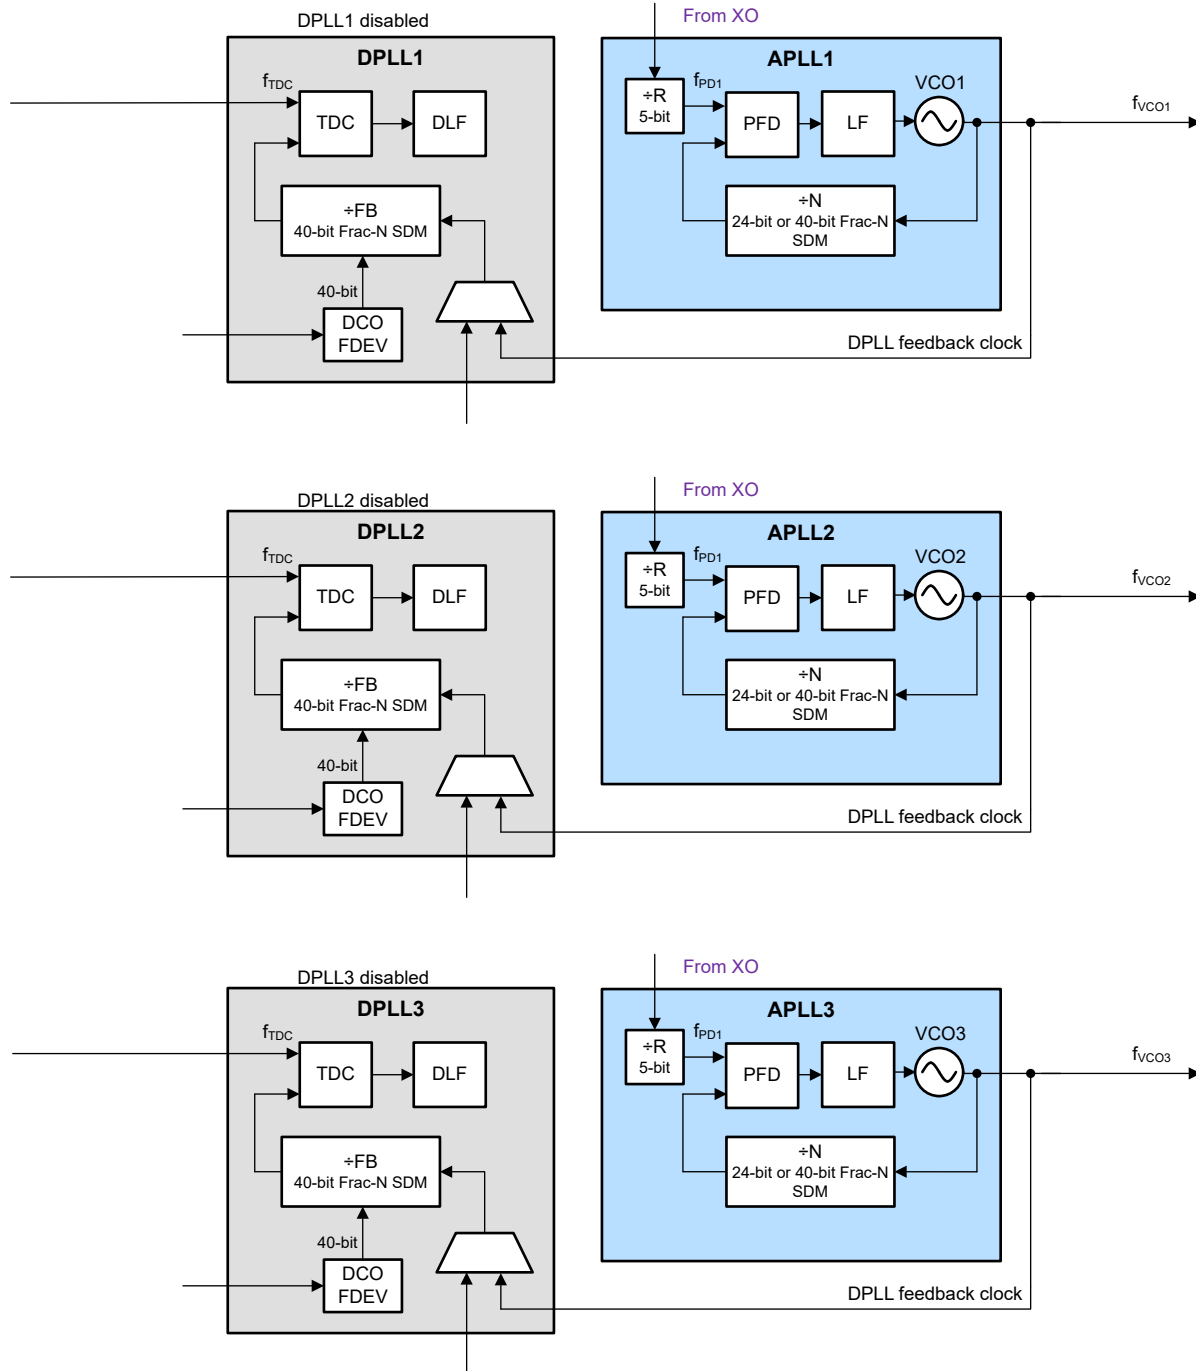 DPLL1 disabled
From XO
DPLL1
APLL1
fTDC
÷R
5-bit
fPD1
VCO1
fVCO1
TDC
DLF
PFD
LF
÷FB
40-bit Frac-N SDM
÷N
24-bit or 40-bit Frac-N
SDM
40-bit
DCO
FDEV
DPLL feedback clock
DPLL2 disabled
From XO
DPLL2
APLL2
fTDC
÷R
5-bit
fPD1
VCO2
fVCO2
TDC
DLF
PFD
LF
÷FB
40-bit Frac-N SDM
÷N
24-bit or 40-bit Frac-N
SDM
40-bit
DCO
FDEV
DPLL feedback clock
DPLL3 disabled
From XO
DPLL3
APLL3
fTDC
÷R
5-bit
fPD1
VCO3
fVCO3
TDC
DLF
PFD
LF
÷FB
40-bit Frac-N SDM
÷N
24-bit or 40-bit Frac-N
SDM
40-bit
DCO
FDEV
DPLL feedback clock